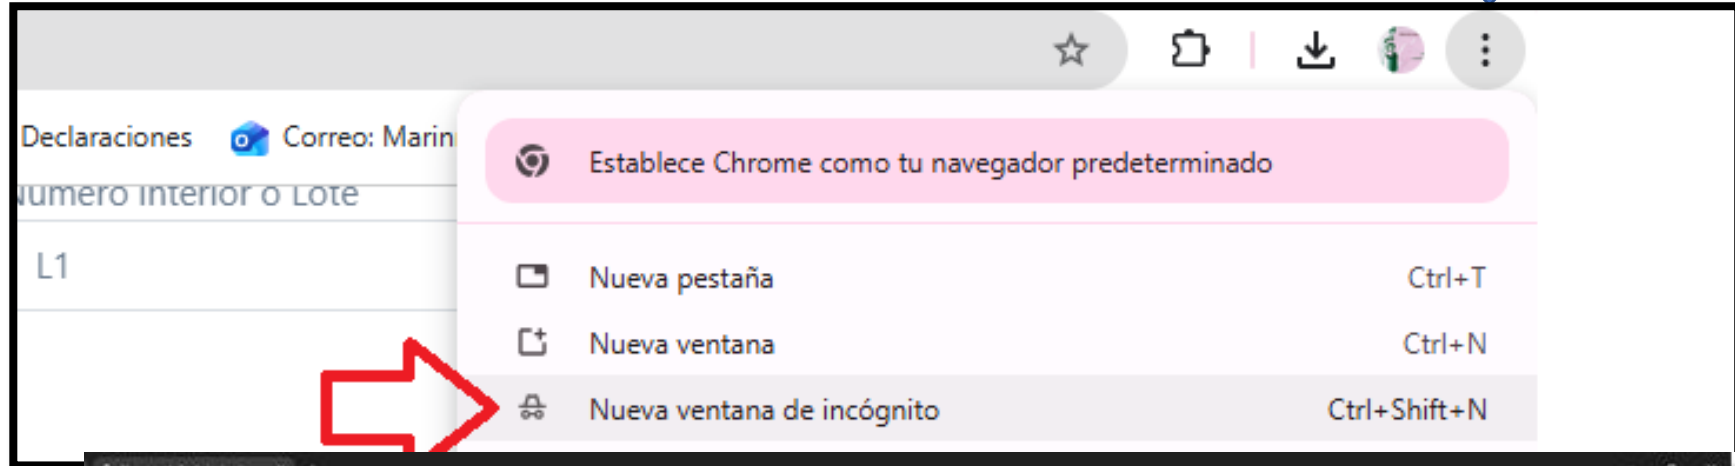 Declaraciones Correo: Marin
Número Interior o Lote
L1
Establece Chrome como tu navegador predeterminado
Nueva pestaña Ctrl+T
Nueva ventana Ctrl+N
Nueva ventana de incógnito Ctrl+Shift+N